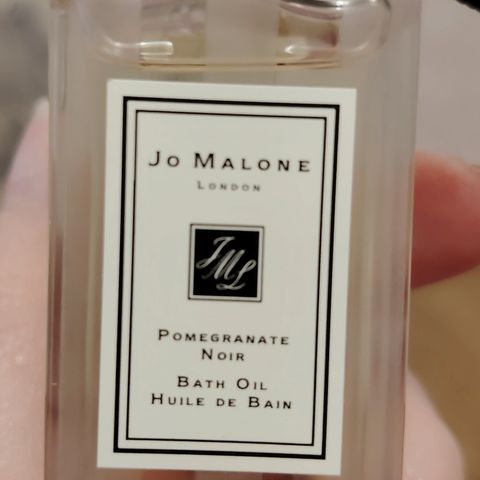 Jo Malone
London
JML
Pomegranate
Noir
Bath Oil
Huile de Bain